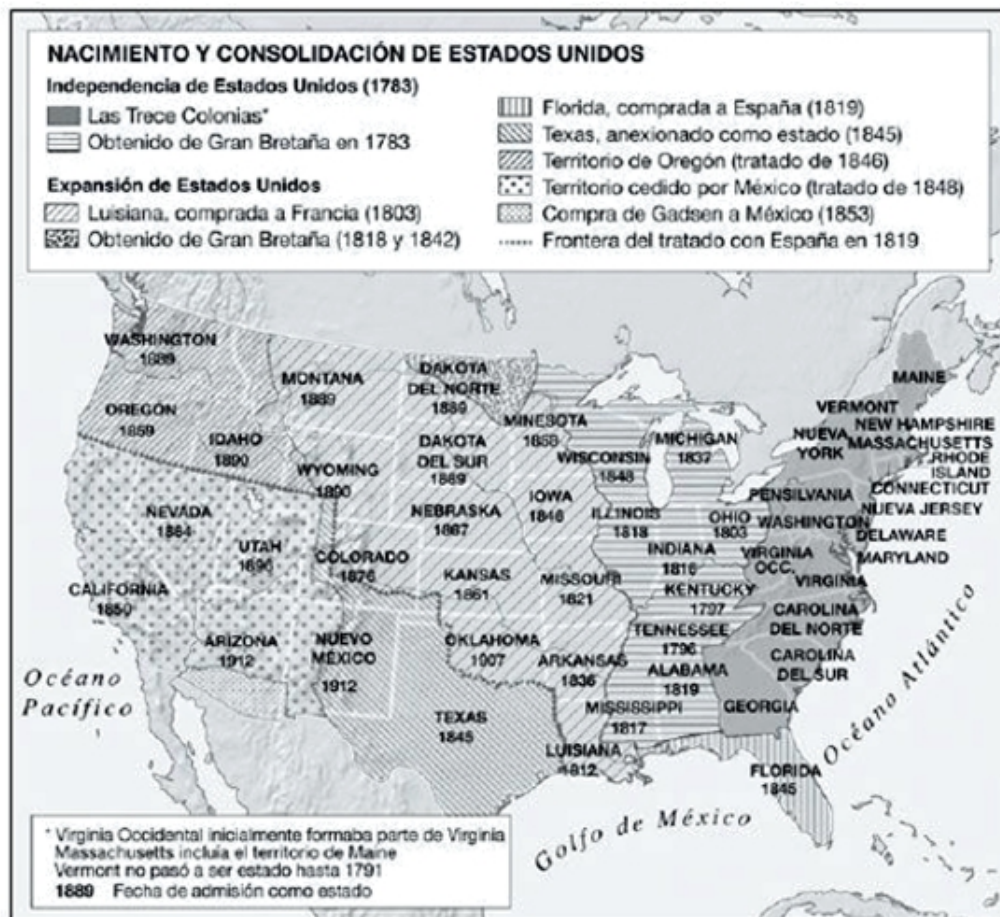 NACIMIENTO Y CONSOLIDACIÓN DE ESTADOS UNIDOS
Independencia de Estados Unidos (1783)
Las Trece Colonias*
Obtenido de Gran Bretaña en 1783
Expansión de Estados Unidos
Luisiana, comprada a Francia (1803)
Obtenido de Gran Bretaña (1818 y 1842)
Florida, comprada a España (1819)
Texas, anexionado como estado (1845)
Territorio de Oregón (tratado de 1846)
Territorio cedido por México (tratado de 1848)
Compra de Gadsen a México (1853)
Frontera del tratado con España en 1819
WASHINGTON
1889
OREGÓN
1859
IDAHO
1890
MONTANA
1889
WYOMING
1890
DAKOTA
DEL NORTE
1889
DAKOTA
DEL SUR
1889
NEBRASKA
1867
MINESOTA
1858
WISCONSIN
1848
MICHIGAN
1837
IOWA
1846
ILLINOIS
1818
OHIO
1803
INDIANA
1816
NEVADA
1864
UTAH
1896
COLORADO
1876
KANSAS
1861
MISSOURI
1821
KENTUCKY
1797
CALIFORNIA
1850
ARIZONA
1912
NUEVO
MÉXICO
1912
OKLAHOMA
1907
ARKANSAS
1836
TENNESSEE
1796
ALABAMA
1819
MISSISSIPPI
1817
TEXAS
1845
LUISIANA
1812
GEORGIA
FLORIDA
1845
MAINE
VERMONT
NEW HAMPSHIRE
NUEVA
YORK
MASSACHUSETTS
RHODE
ISLAND
CONNECTICUT
PENSILVANIA
NUEVA JERSEY
WASHINGTON
DELAWARE
MARYLAND
VIRGINIA
OCC.
VIRGINIA
CAROLINA
DEL NORTE
CAROLINA
DEL SUR
Océano
Pacífico
Océano Atlántico
Golfo de México
* Virginia Occidental inicialmente formaba parte de Virginia
Massachusetts incluía el territorio de Maine
Vermont no pasó a ser estado hasta 1791
1889 Fecha de admisión como estado